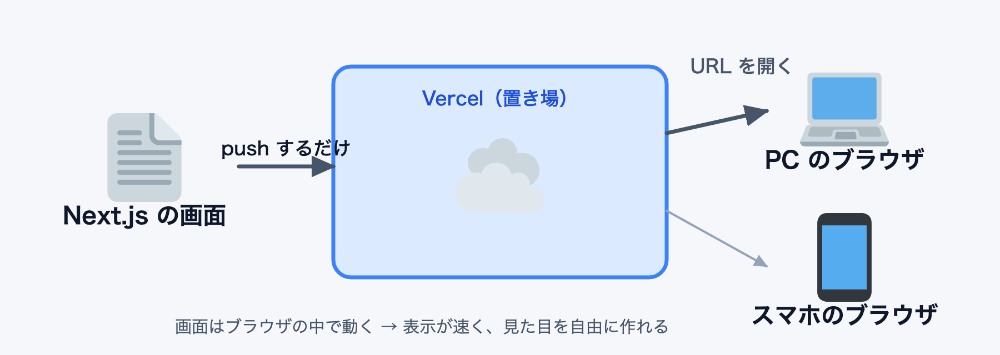 Next.js の画面
push するだけ
Vercel（置き場）
URL を開く
PC のブラウザ
スマホのブラウザ
画面はブラウザの中で動く → 表示が速く、見た目を自由に作れる